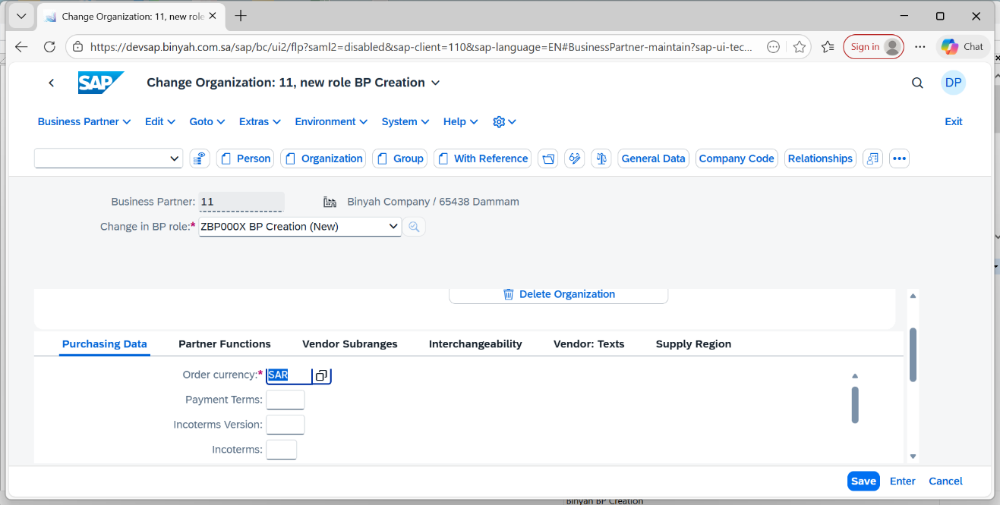 Change Organization: 11, new role
https://devsap.binyah.com.sa/sap/bc/ui2/flp?saml2=disabled&sap-client=110&sap-language=EN#BusinessPartner-maintain?sap-ui-tec...
Sign in
Chat
SAP
Change Organization: 11, new role BP Creation
DP
Business Partner
Edit
Goto
Extras
Environment
System
Help
Exit
Person
Organization
Group
With Reference
General Data
Company Code
Relationships
Business Partner: 11
Binyah Company / 65438 Dammam
Change in BP role:* ZBP000X BP Creation (New)
Delete Organization
Purchasing Data
Partner Functions
Vendor Subranges
Interchangeability
Vendor: Texts
Supply Region
Order currency:* SAR
Payment Terms:
Incoterms Version:
Incoterms:
Save
Enter
Cancel
Binyah BP Creation